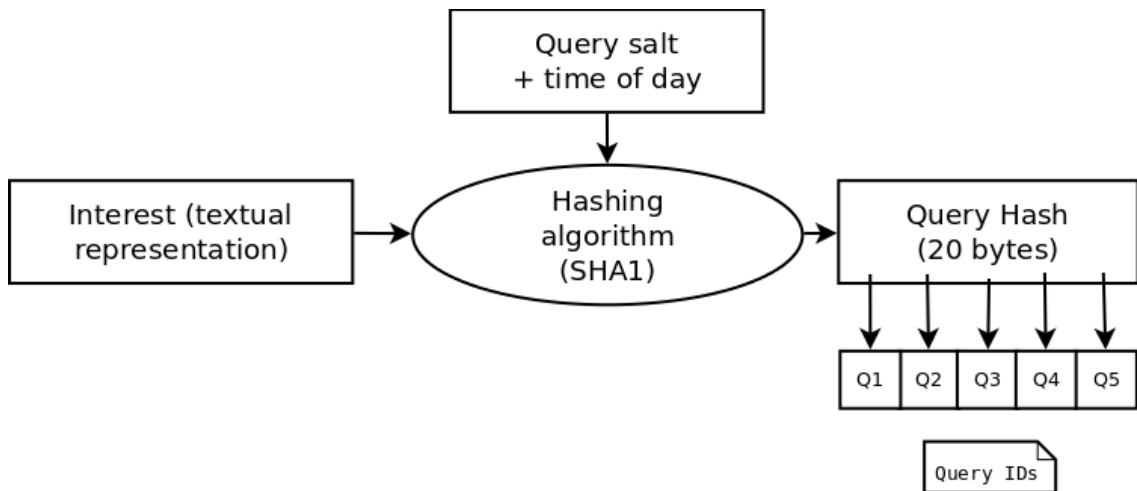 Query salt
+ time of day
Interest (textual
representation)
Hashing
algorithm
(SHA1)
Query Hash
(20 bytes)
Q1 Q2 Q3 Q4 Q5
Query IDs